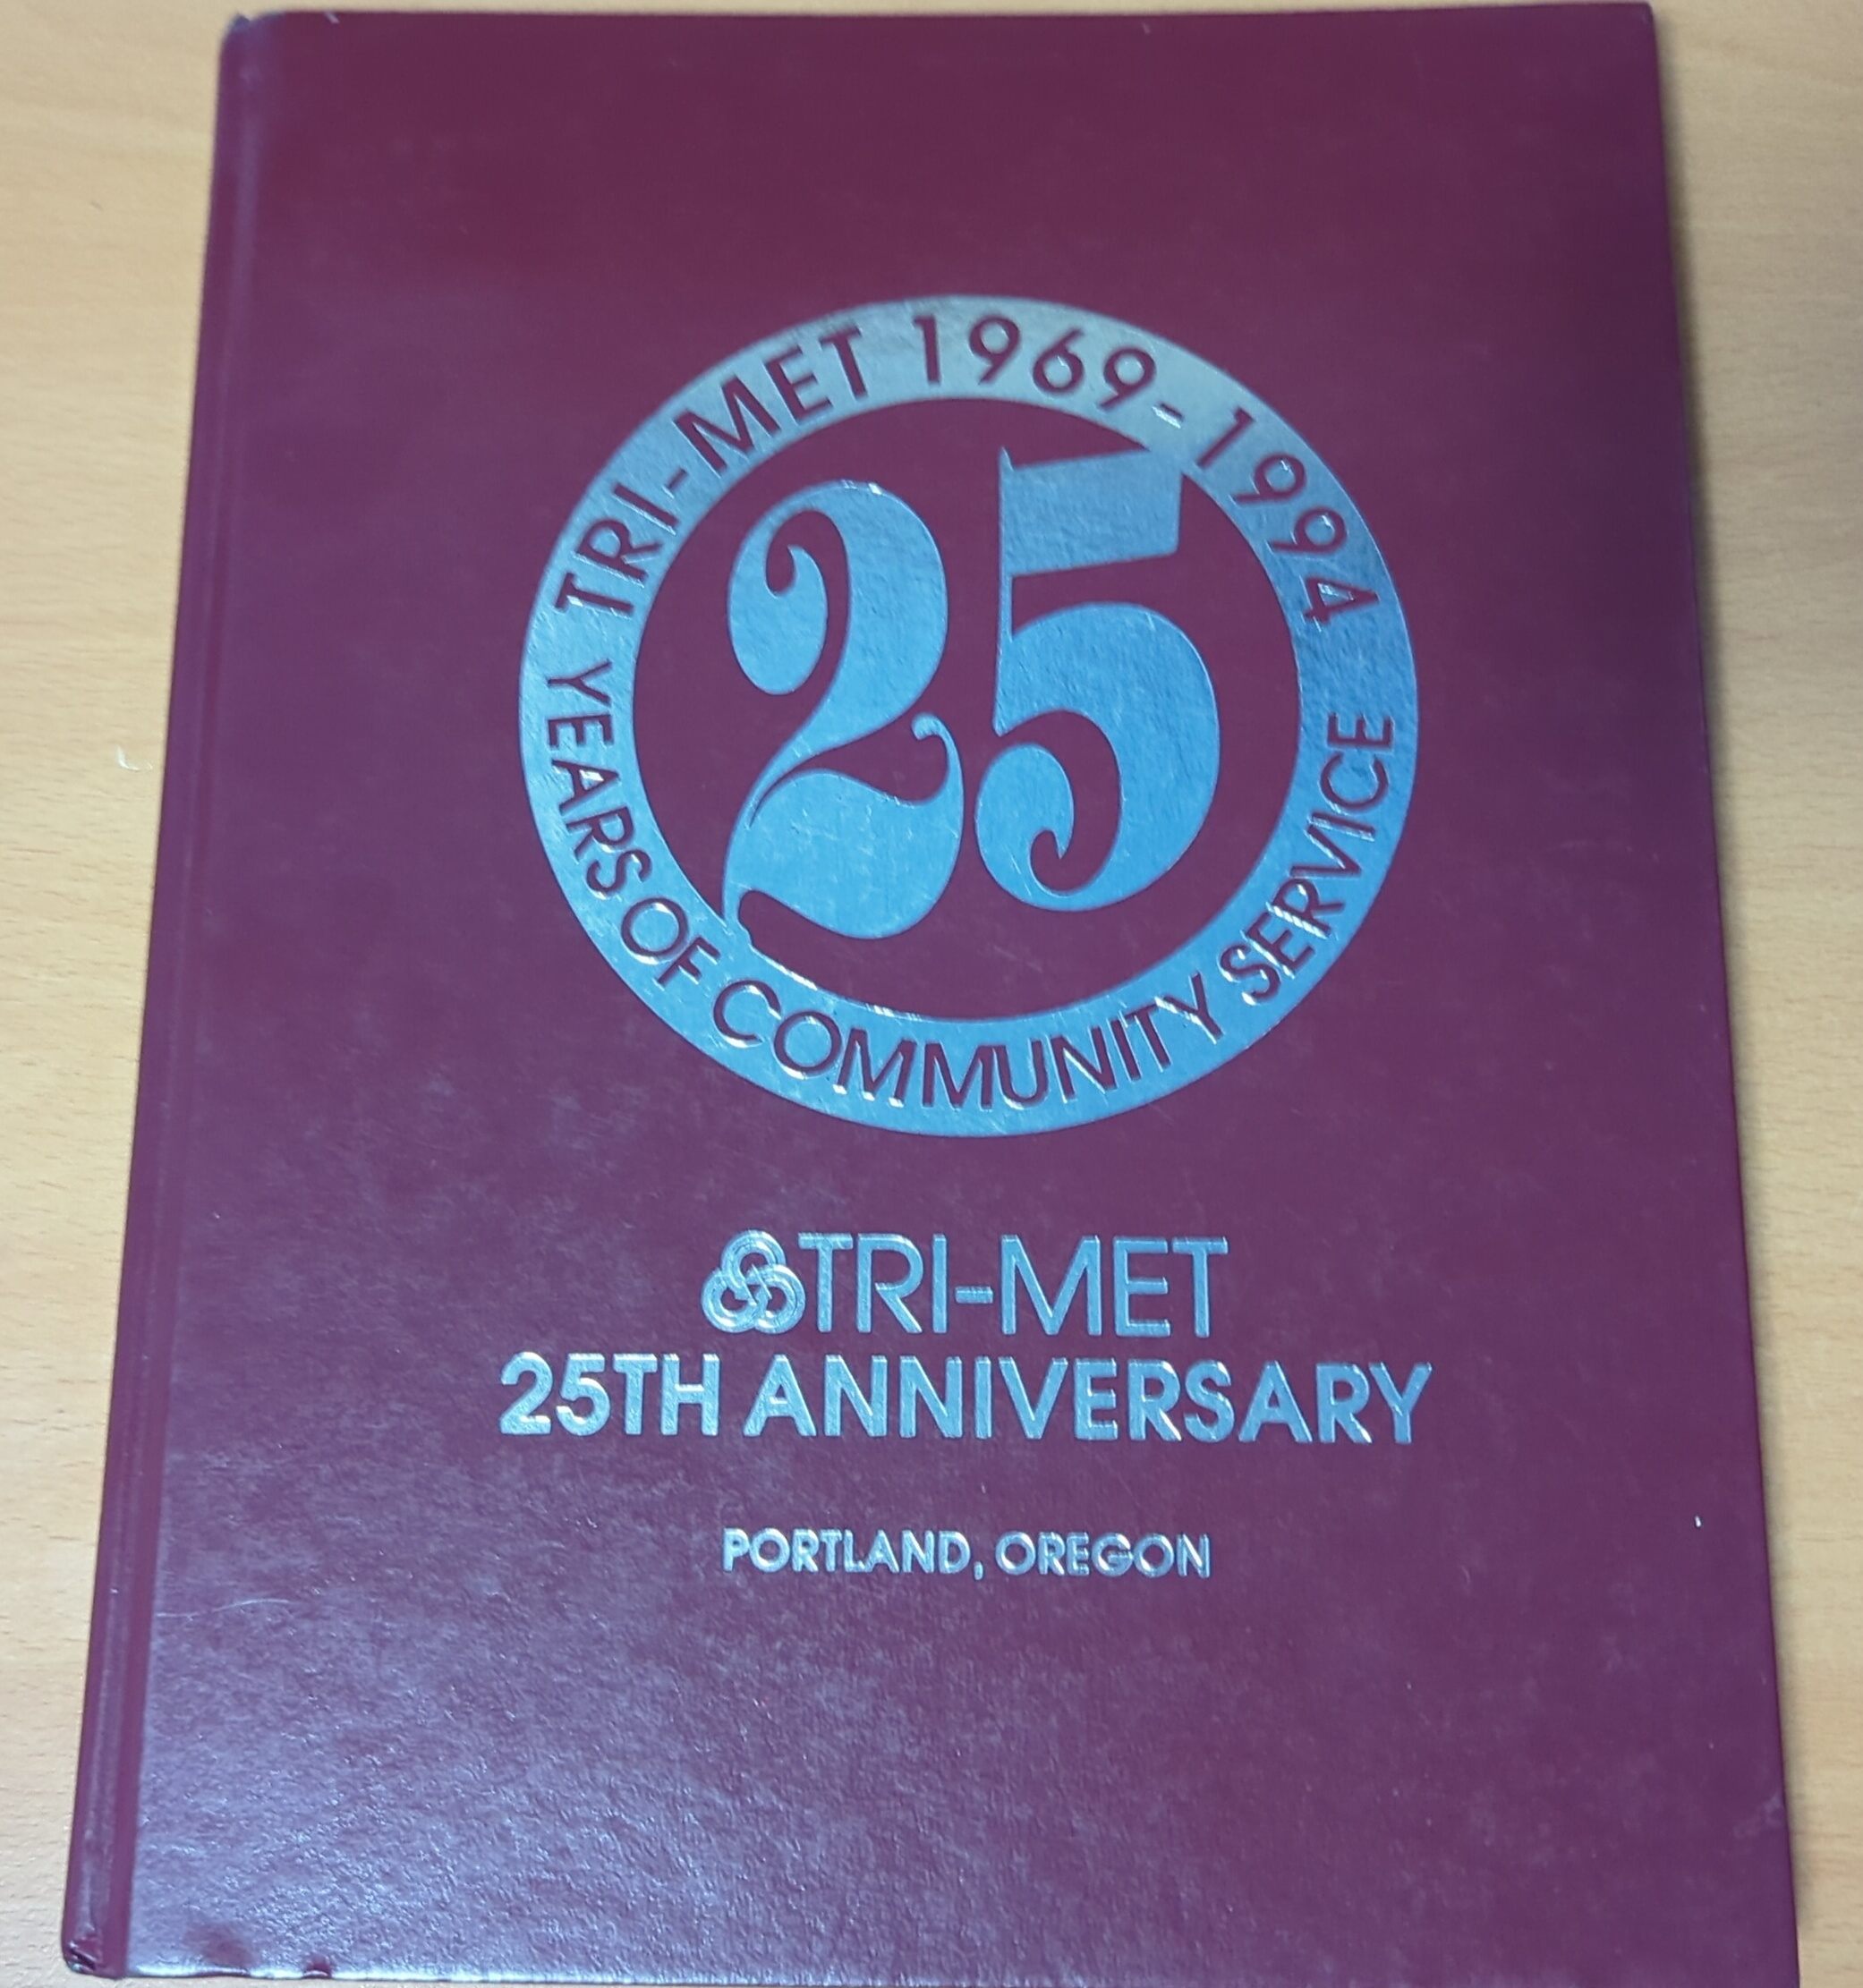 TRI-MET 1969-1994
25
YEARS OF COMMUNITY SERVICE
TRI-MET
25TH ANNIVERSARY
PORTLAND, OREGON